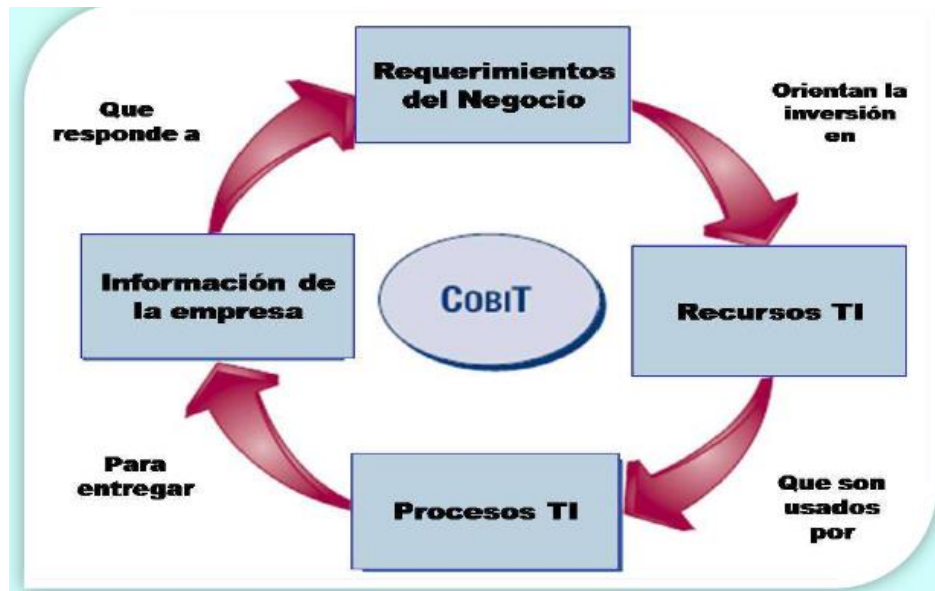 Requerimientos
del Negocio
Orientan la
inversión
en
Que
responde a
Información de
la empresa
COBIT
Recursos TI
Para
entregar
Procesos TI
Que son
usados
por